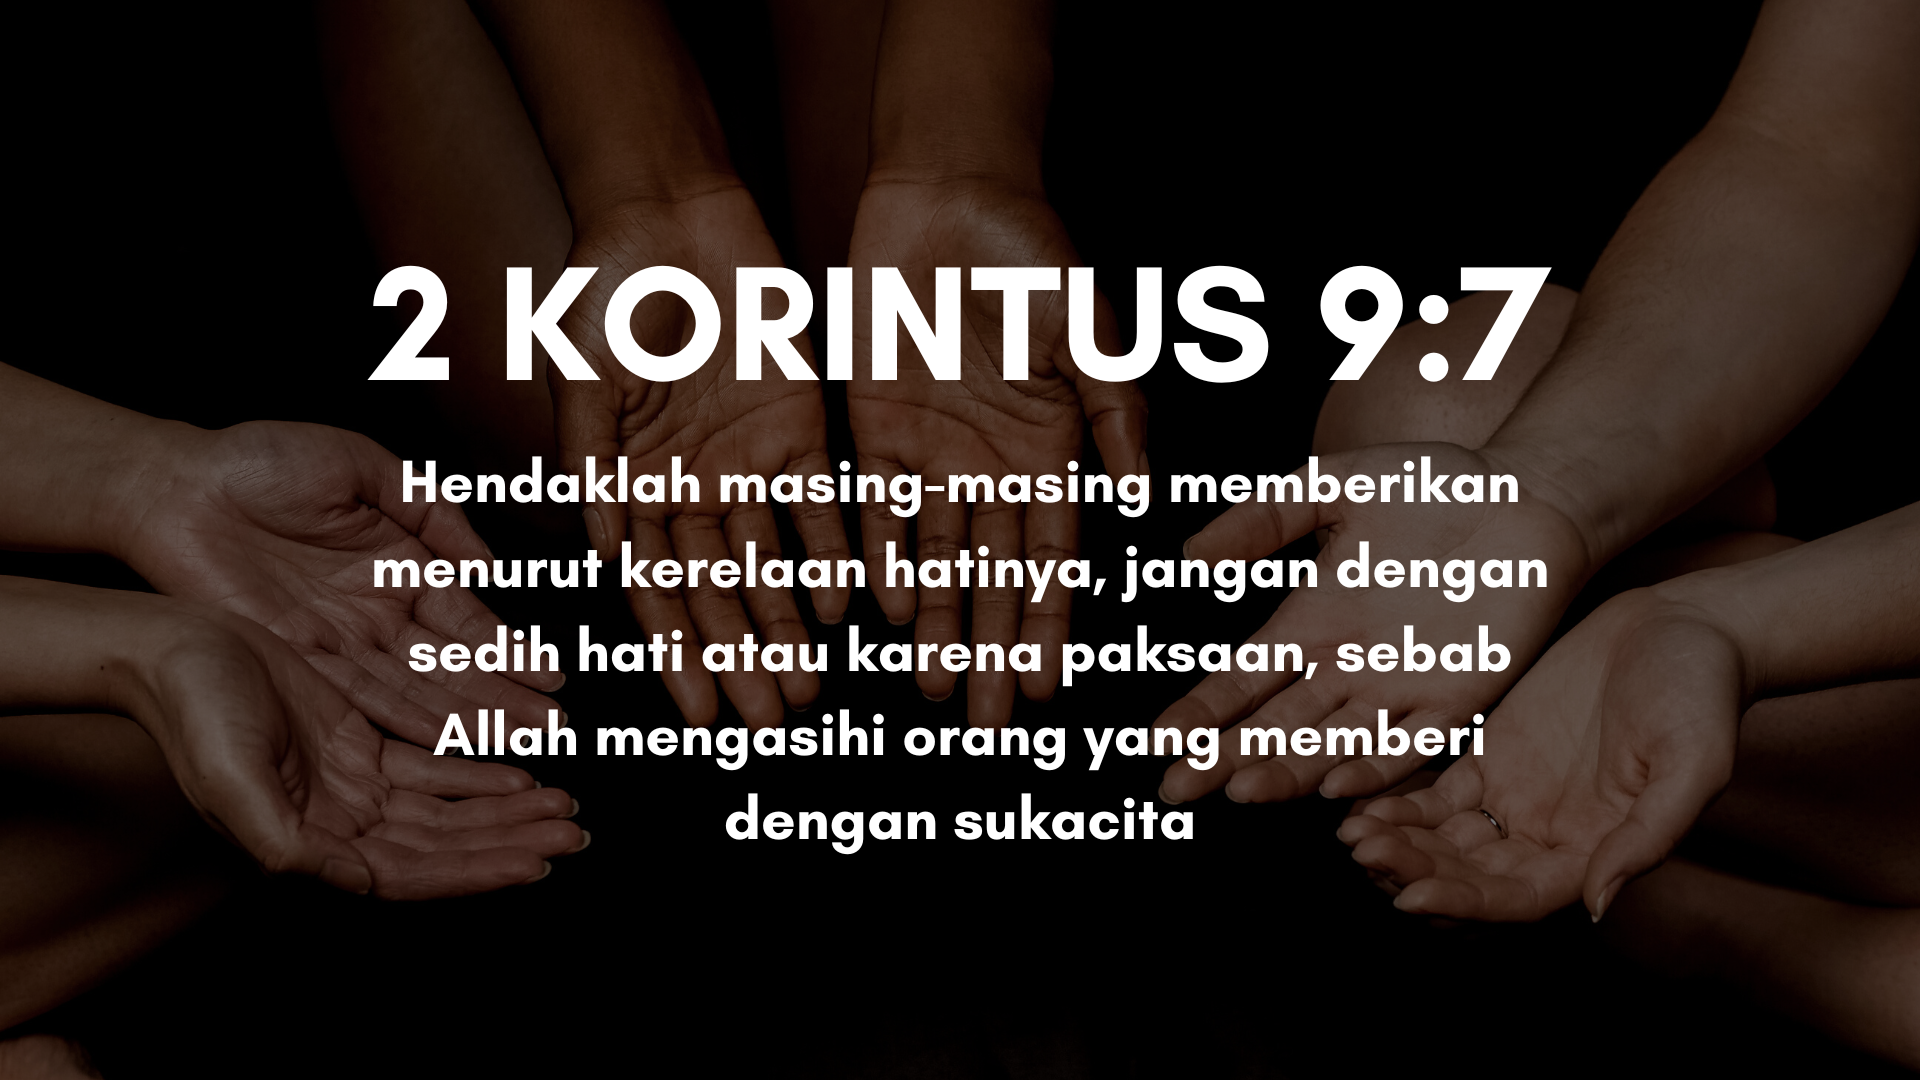 2 KORINTUS 9:7
Hendaklah masing-masing memberikan
menurut kerelaan hatinya, jangan dengan
sedih hati atau karena paksaan, sebab
Allah mengasihi orang yang memberi
dengan sukacita